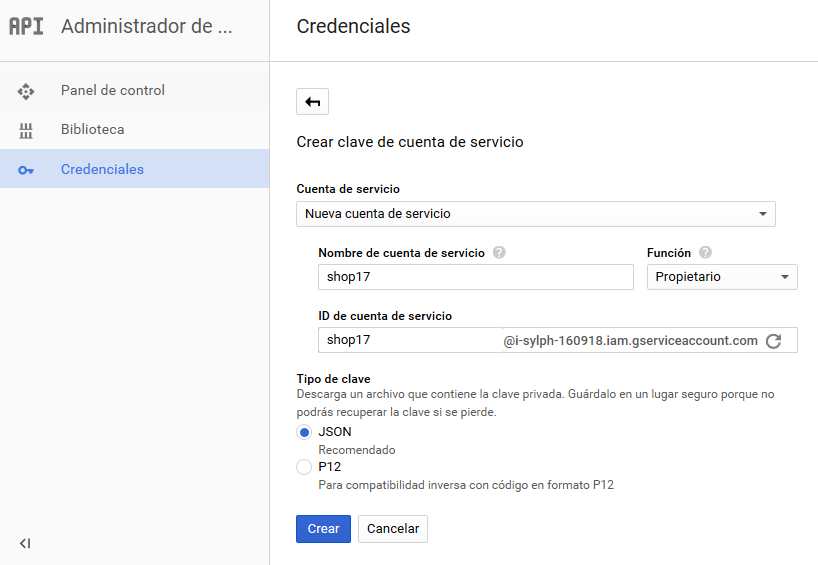 API Administrador de ...
Credenciales
Panel de control
Biblioteca
Credenciales
Crear clave de cuenta de servicio
Cuenta de servicio
Nueva cuenta de servicio
Nombre de cuenta de servicio ?
Función ?
shop17
Propietario
ID de cuenta de servicio
shop17 @i-sylph-160918.iam.gserviceaccount.com
Tipo de clave
Descarga un archivo que contiene la clave privada. Guárdalo en un lugar seguro porque no
podrás recuperar la clave si se pierde.
JSON
Recomendado
P12
Para compatibilidad inversa con código en formato P12
Crear
Cancelar